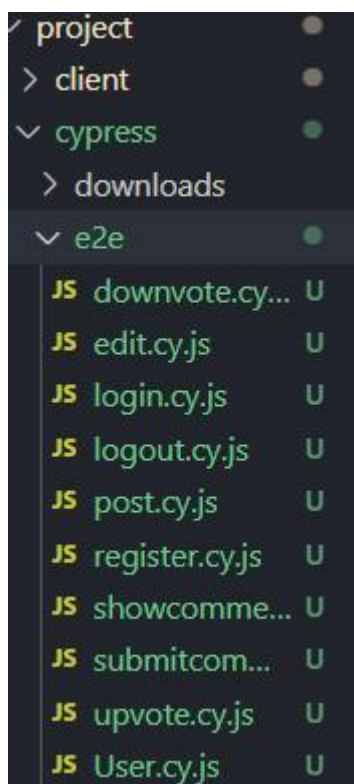 project
client
cypress
downloads
e2e
JS downvote.cy... U
JS edit.cy.js U
JS login.cy.js U
JS logout.cy.js U
JS post.cy.js U
JS register.cy.js U
JS showcomme... U
JS submitcom... U
JS upvote.cy.js U
JS User.cy.js U